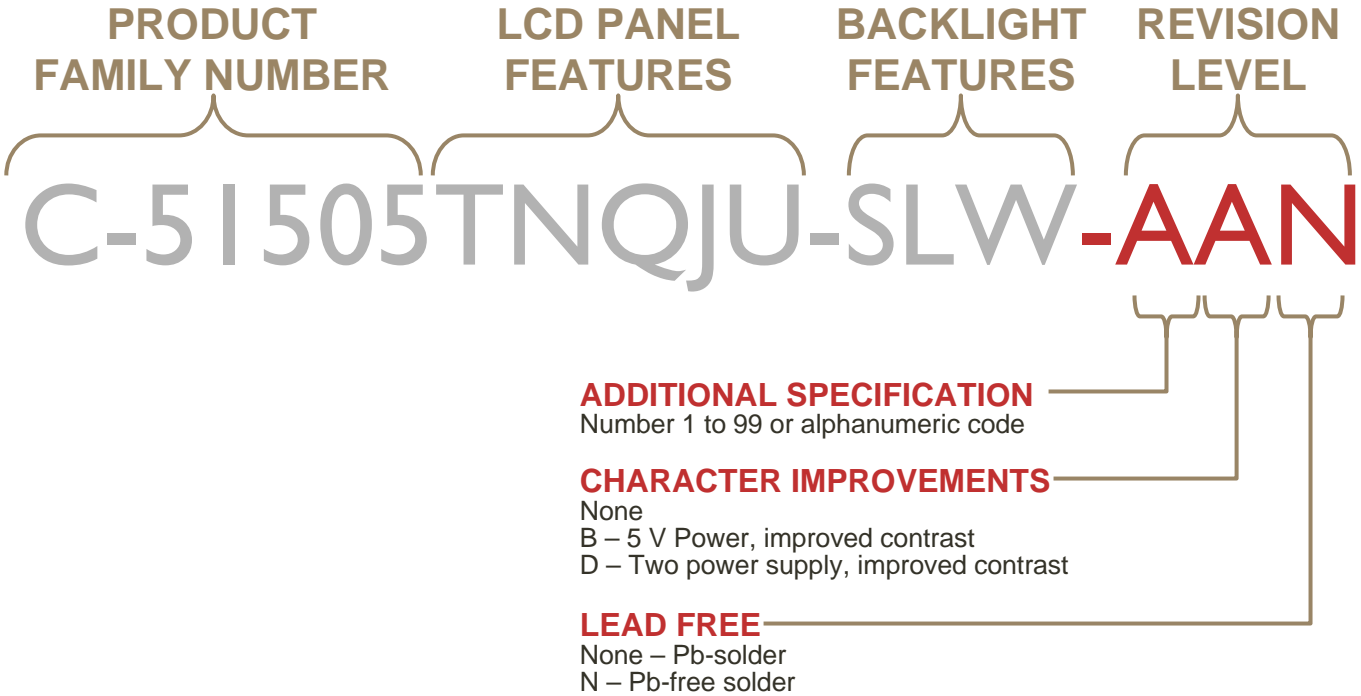 PRODUCT
FAMILY NUMBER
LCD PANEL
FEATURES
BACKLIGHT
FEATURES
REVISION
LEVEL
C-51505TNQJU-SLW-AAN
ADDITIONAL SPECIFICATION
Number 1 to 99 or alphanumeric code
CHARACTER IMPROVEMENTS
None
B – 5 V Power, improved contrast
D – Two power supply, improved contrast
LEAD FREE
None – Pb-solder
N – Pb-free solder